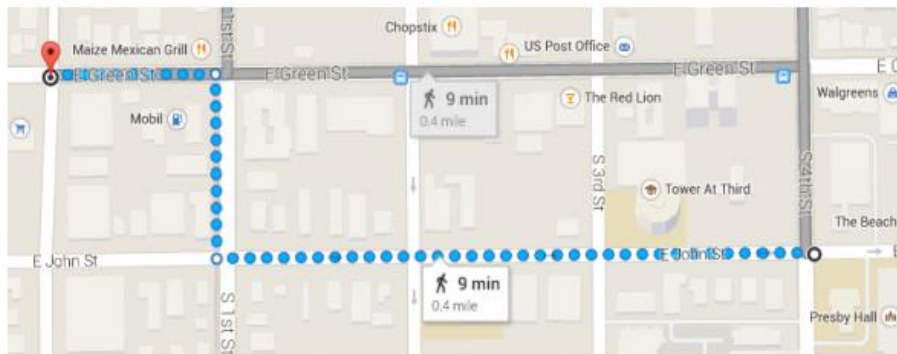 Chopstix
Maize Mexican Grill
US Post Office
E Green St
E Green St
E Green St
9 min
0.4 mile
The Red Lion
Walgreens
Mobil
S 3rd St
S 4th St
Tower At Third
The Beach
E John St
E John St
9 min
0.4 mile
S 1st St
Presby Hall